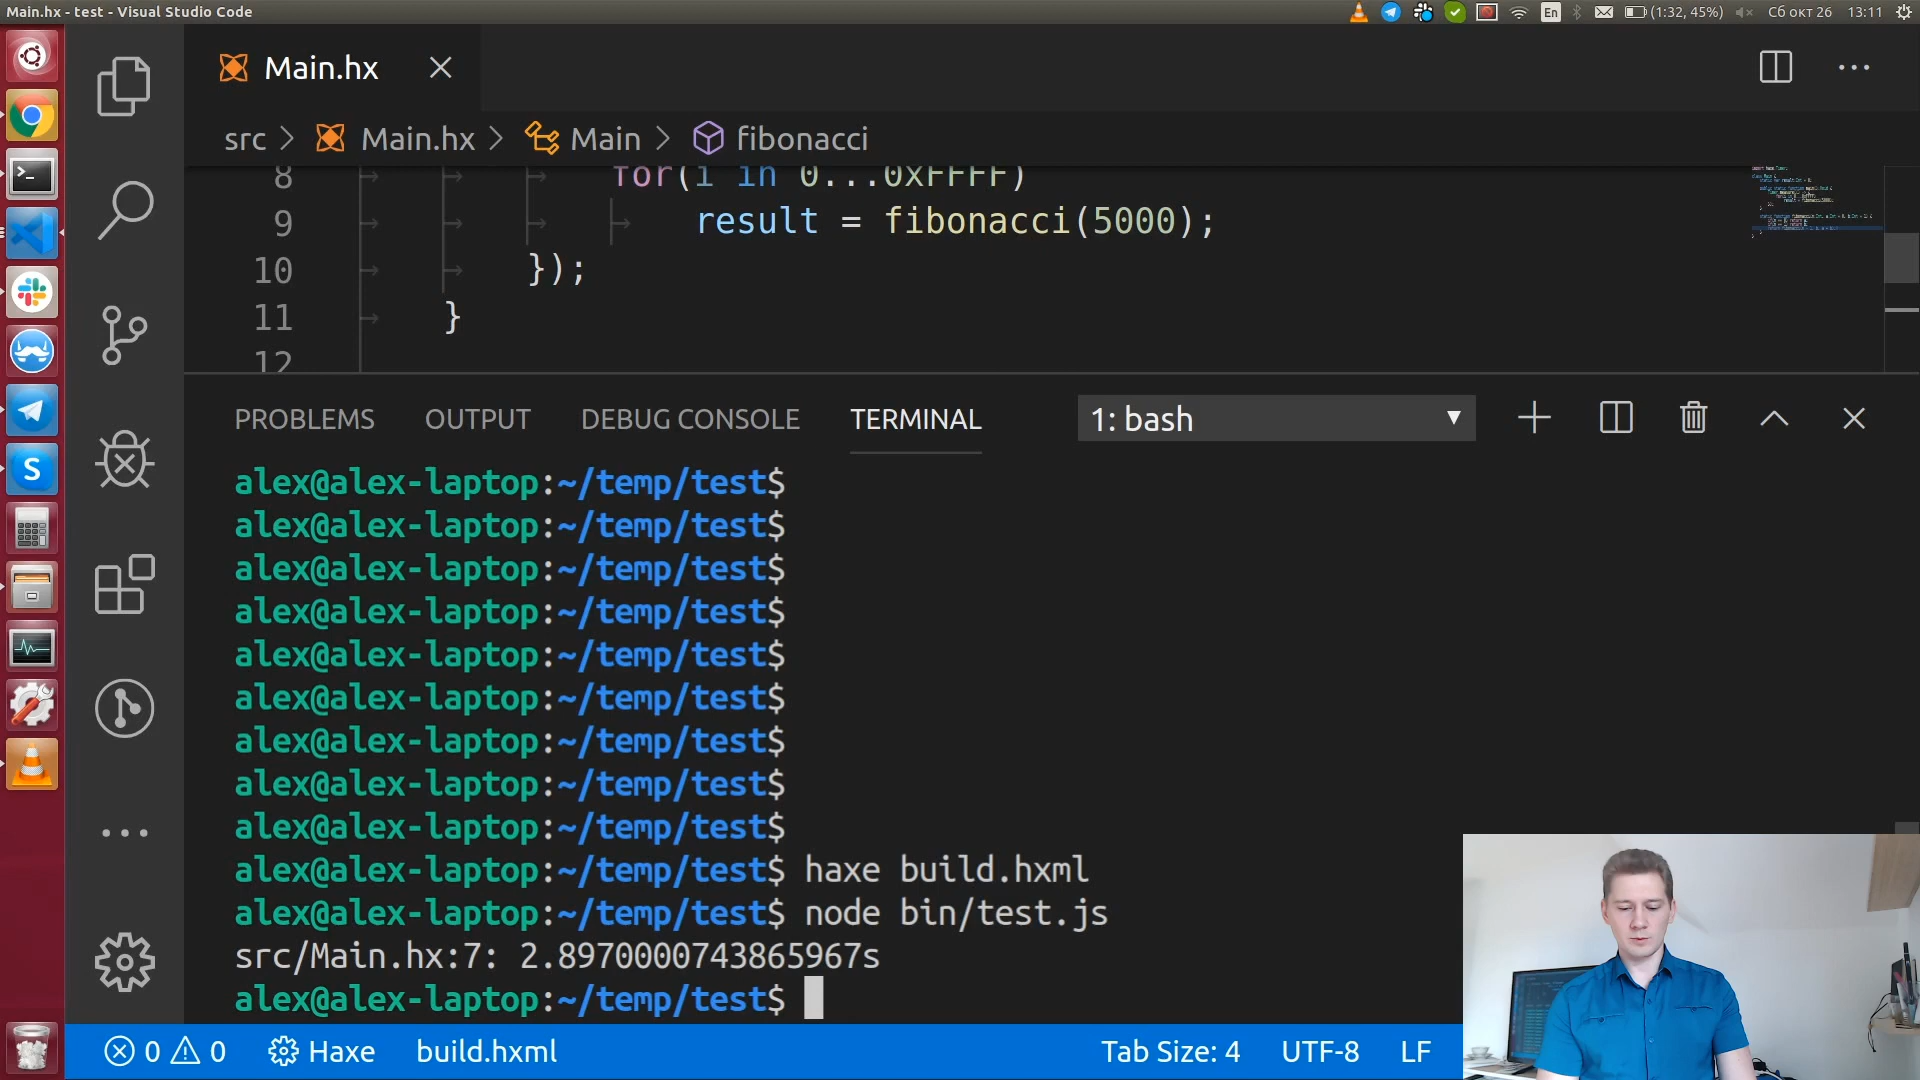 Main.hx - test - Visual Studio Code
En
(1:32, 45%)
Сб окт 26
13:11
Main.hx
src > Main.hx > Main > fibonacci
8 for(i in 0...0xFFFF)
9 result = fibonacci(5000);
10 });
11 }
12
PROBLEMS OUTPUT DEBUG CONSOLE TERMINAL 1: bash
alex@alex-laptop:~/temp/test$
alex@alex-laptop:~/temp/test$
alex@alex-laptop:~/temp/test$
alex@alex-laptop:~/temp/test$
alex@alex-laptop:~/temp/test$
alex@alex-laptop:~/temp/test$
alex@alex-laptop:~/temp/test$
alex@alex-laptop:~/temp/test$
alex@alex-laptop:~/temp/test$
alex@alex-laptop:~/temp/test$ haxe build.hxml
alex@alex-laptop:~/temp/test$ node bin/test.js
src/Main.hx:7: 2.8970000743865967s
alex@alex-laptop:~/temp/test$
0 0 Haxe build.hxml Tab Size: 4 UTF-8 LF